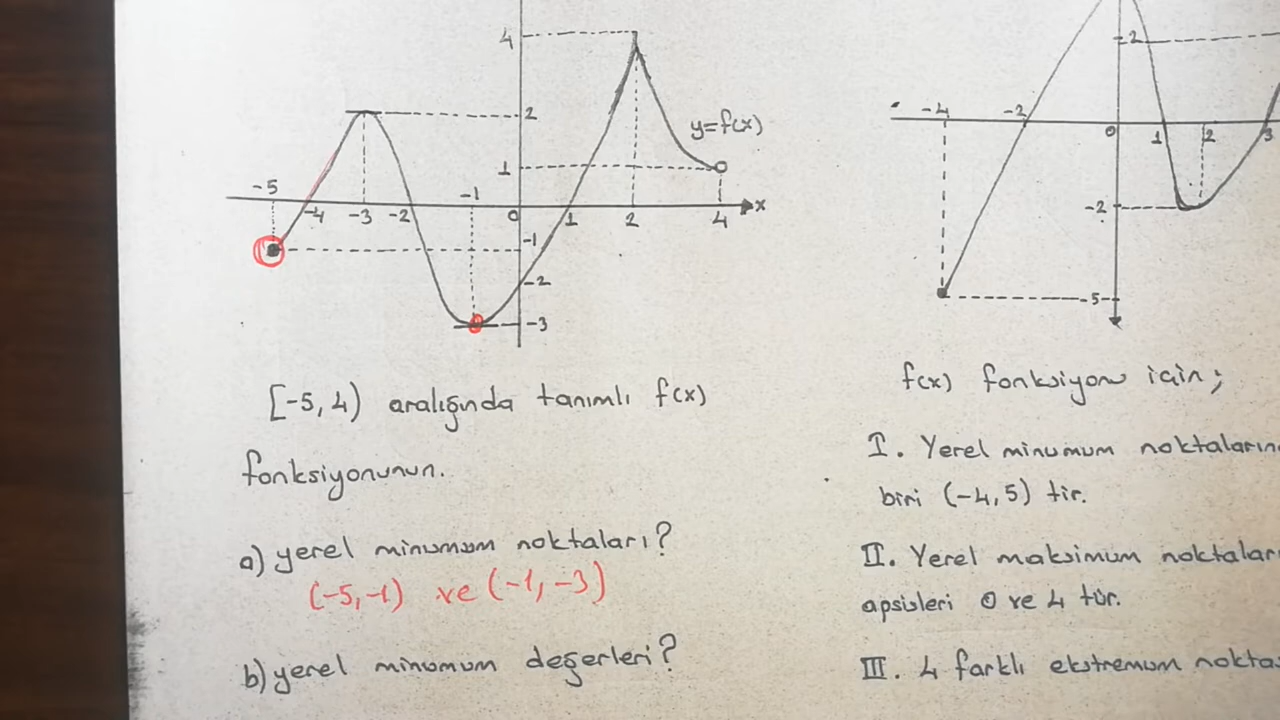 4
2
y=f(x)
1
-5
-4
-3
-2
-1
0
1
2
4
x
-1
-2
-3
[-5, 4) aralığında tanımlı f(x)
fonksiyonunun.
a) yerel minumum noktaları?
(-5,-1) ve (-1,-3)
b) yerel minumum değerleri?
2
-4
-2
0
1
2
3
-2
-5
f(x) fonksiyonu için;
I. Yerel minumum noktaların
biri (-4,5) tir.
II. Yerel maksimum noktaları
apsisleri 0 ve 4 tür.
III. 4 farklı ekstremum nokta